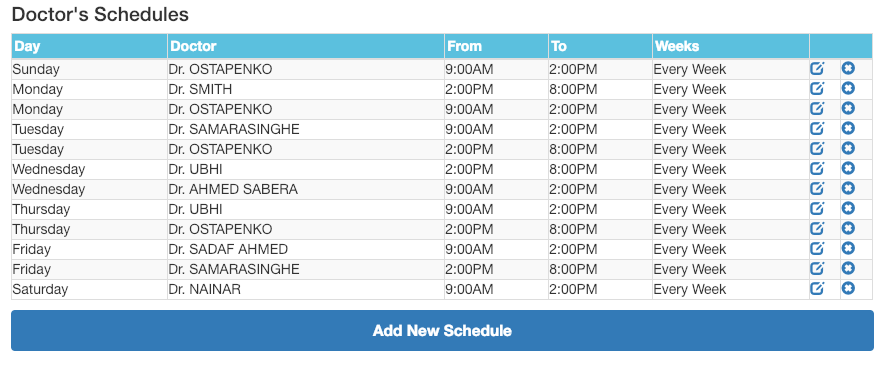 Doctor's Schedules
Day Doctor From To Weeks
Sunday Dr. OSTAPENKO 9:00AM 2:00PM Every Week
Monday Dr. SMITH 2:00PM 8:00PM Every Week
Monday Dr. OSTAPENKO 9:00AM 2:00PM Every Week
Tuesday Dr. SAMARASINGHE 9:00AM 2:00PM Every Week
Tuesday Dr. OSTAPENKO 2:00PM 8:00PM Every Week
Wednesday Dr. UBHI 2:00PM 8:00PM Every Week
Wednesday Dr. AHMED SABERA 9:00AM 2:00PM Every Week
Thursday Dr. UBHI 9:00AM 2:00PM Every Week
Thursday Dr. OSTAPENKO 2:00PM 8:00PM Every Week
Friday Dr. SADAF AHMED 9:00AM 2:00PM Every Week
Friday Dr. SAMARASINGHE 2:00PM 8:00PM Every Week
Saturday Dr. NAINAR 9:00AM 2:00PM Every Week
Add New Schedule